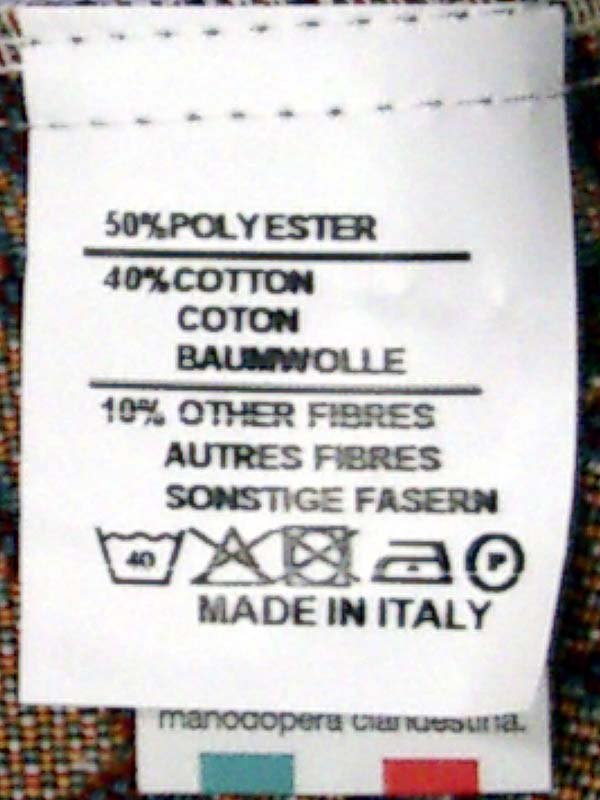 50%POLYESTER
40%COTTON
COTON
BAUMWOLLE
10% OTHER FIBRES
AUTRES FIBRES
SONSTIGE FASERN
40 P
MADE IN ITALY
manodopera clandestina.